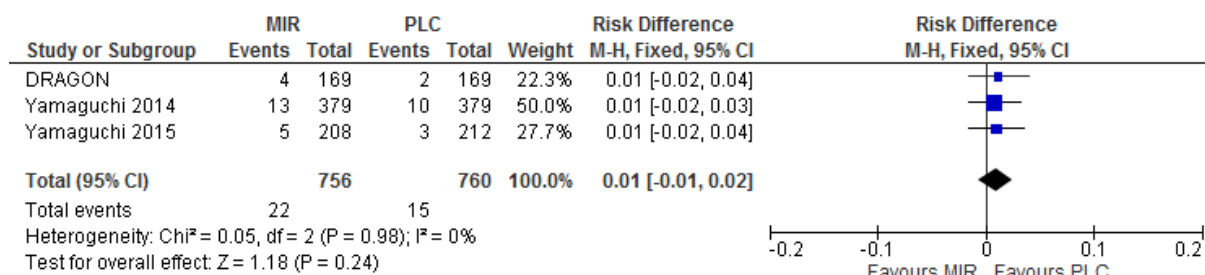 MIR PLC Risk Difference Risk Difference
Study or Subgroup Events Total Events Total Weight M-H, Fixed, 95% CI M-H, Fixed, 95% CI
DRAGON 4 169 2 169 22.3% 0.01 [-0.02, 0.04]
Yamaguchi 2014 13 379 10 379 50.0% 0.01 [-0.02, 0.03]
Yamaguchi 2015 5 208 3 212 27.7% 0.01 [-0.02, 0.04]
Total (95% CI) 756 760 100.0% 0.01 [-0.01, 0.02]
Total events 22 15
Heterogeneity: Chi² = 0.05, df = 2 (P = 0.98); I² = 0%
Test for overall effect: Z = 1.18 (P = 0.24)
-0.2 -0.1 0 0.1 0.2
Favours MIR Favours PLC